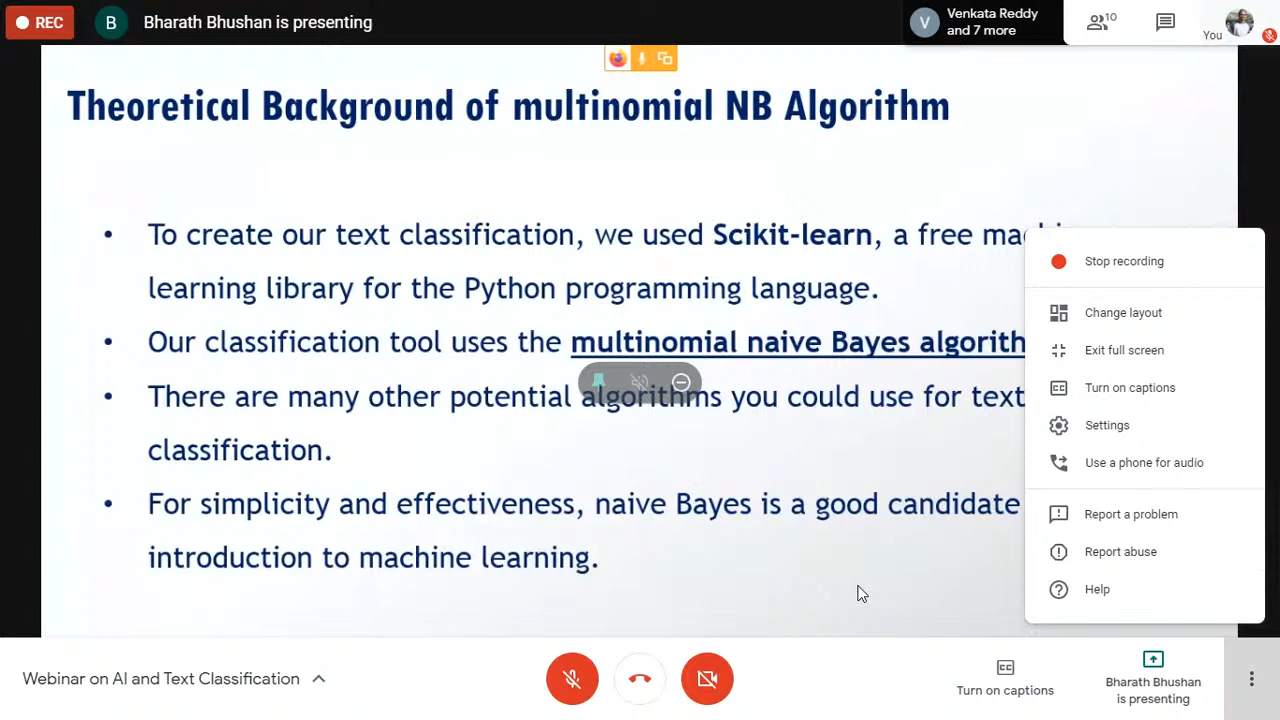 REC
B
Bharath Bhushan is presenting
V
Venkata Reddy
and 7 more
10
You
Theoretical Background of multinomial NB Algorithm
• To create our text classification, we used Scikit-learn, a free
learning library for the Python programming language.
• Our classification tool uses the multinomial naive Bayes algorith
• There are many other potential algorithms you could use for text
classification.
• For simplicity and effectiveness, naive Bayes is a good candidate
introduction to machine learning.
Stop recording
Change layout
Exit full screen
CC
Turn on captions
Settings
Use a phone for audio
Report a problem
Report abuse
Help
Webinar on AI and Text Classification
CC
Turn on captions
Bharath Bhushan
is presenting